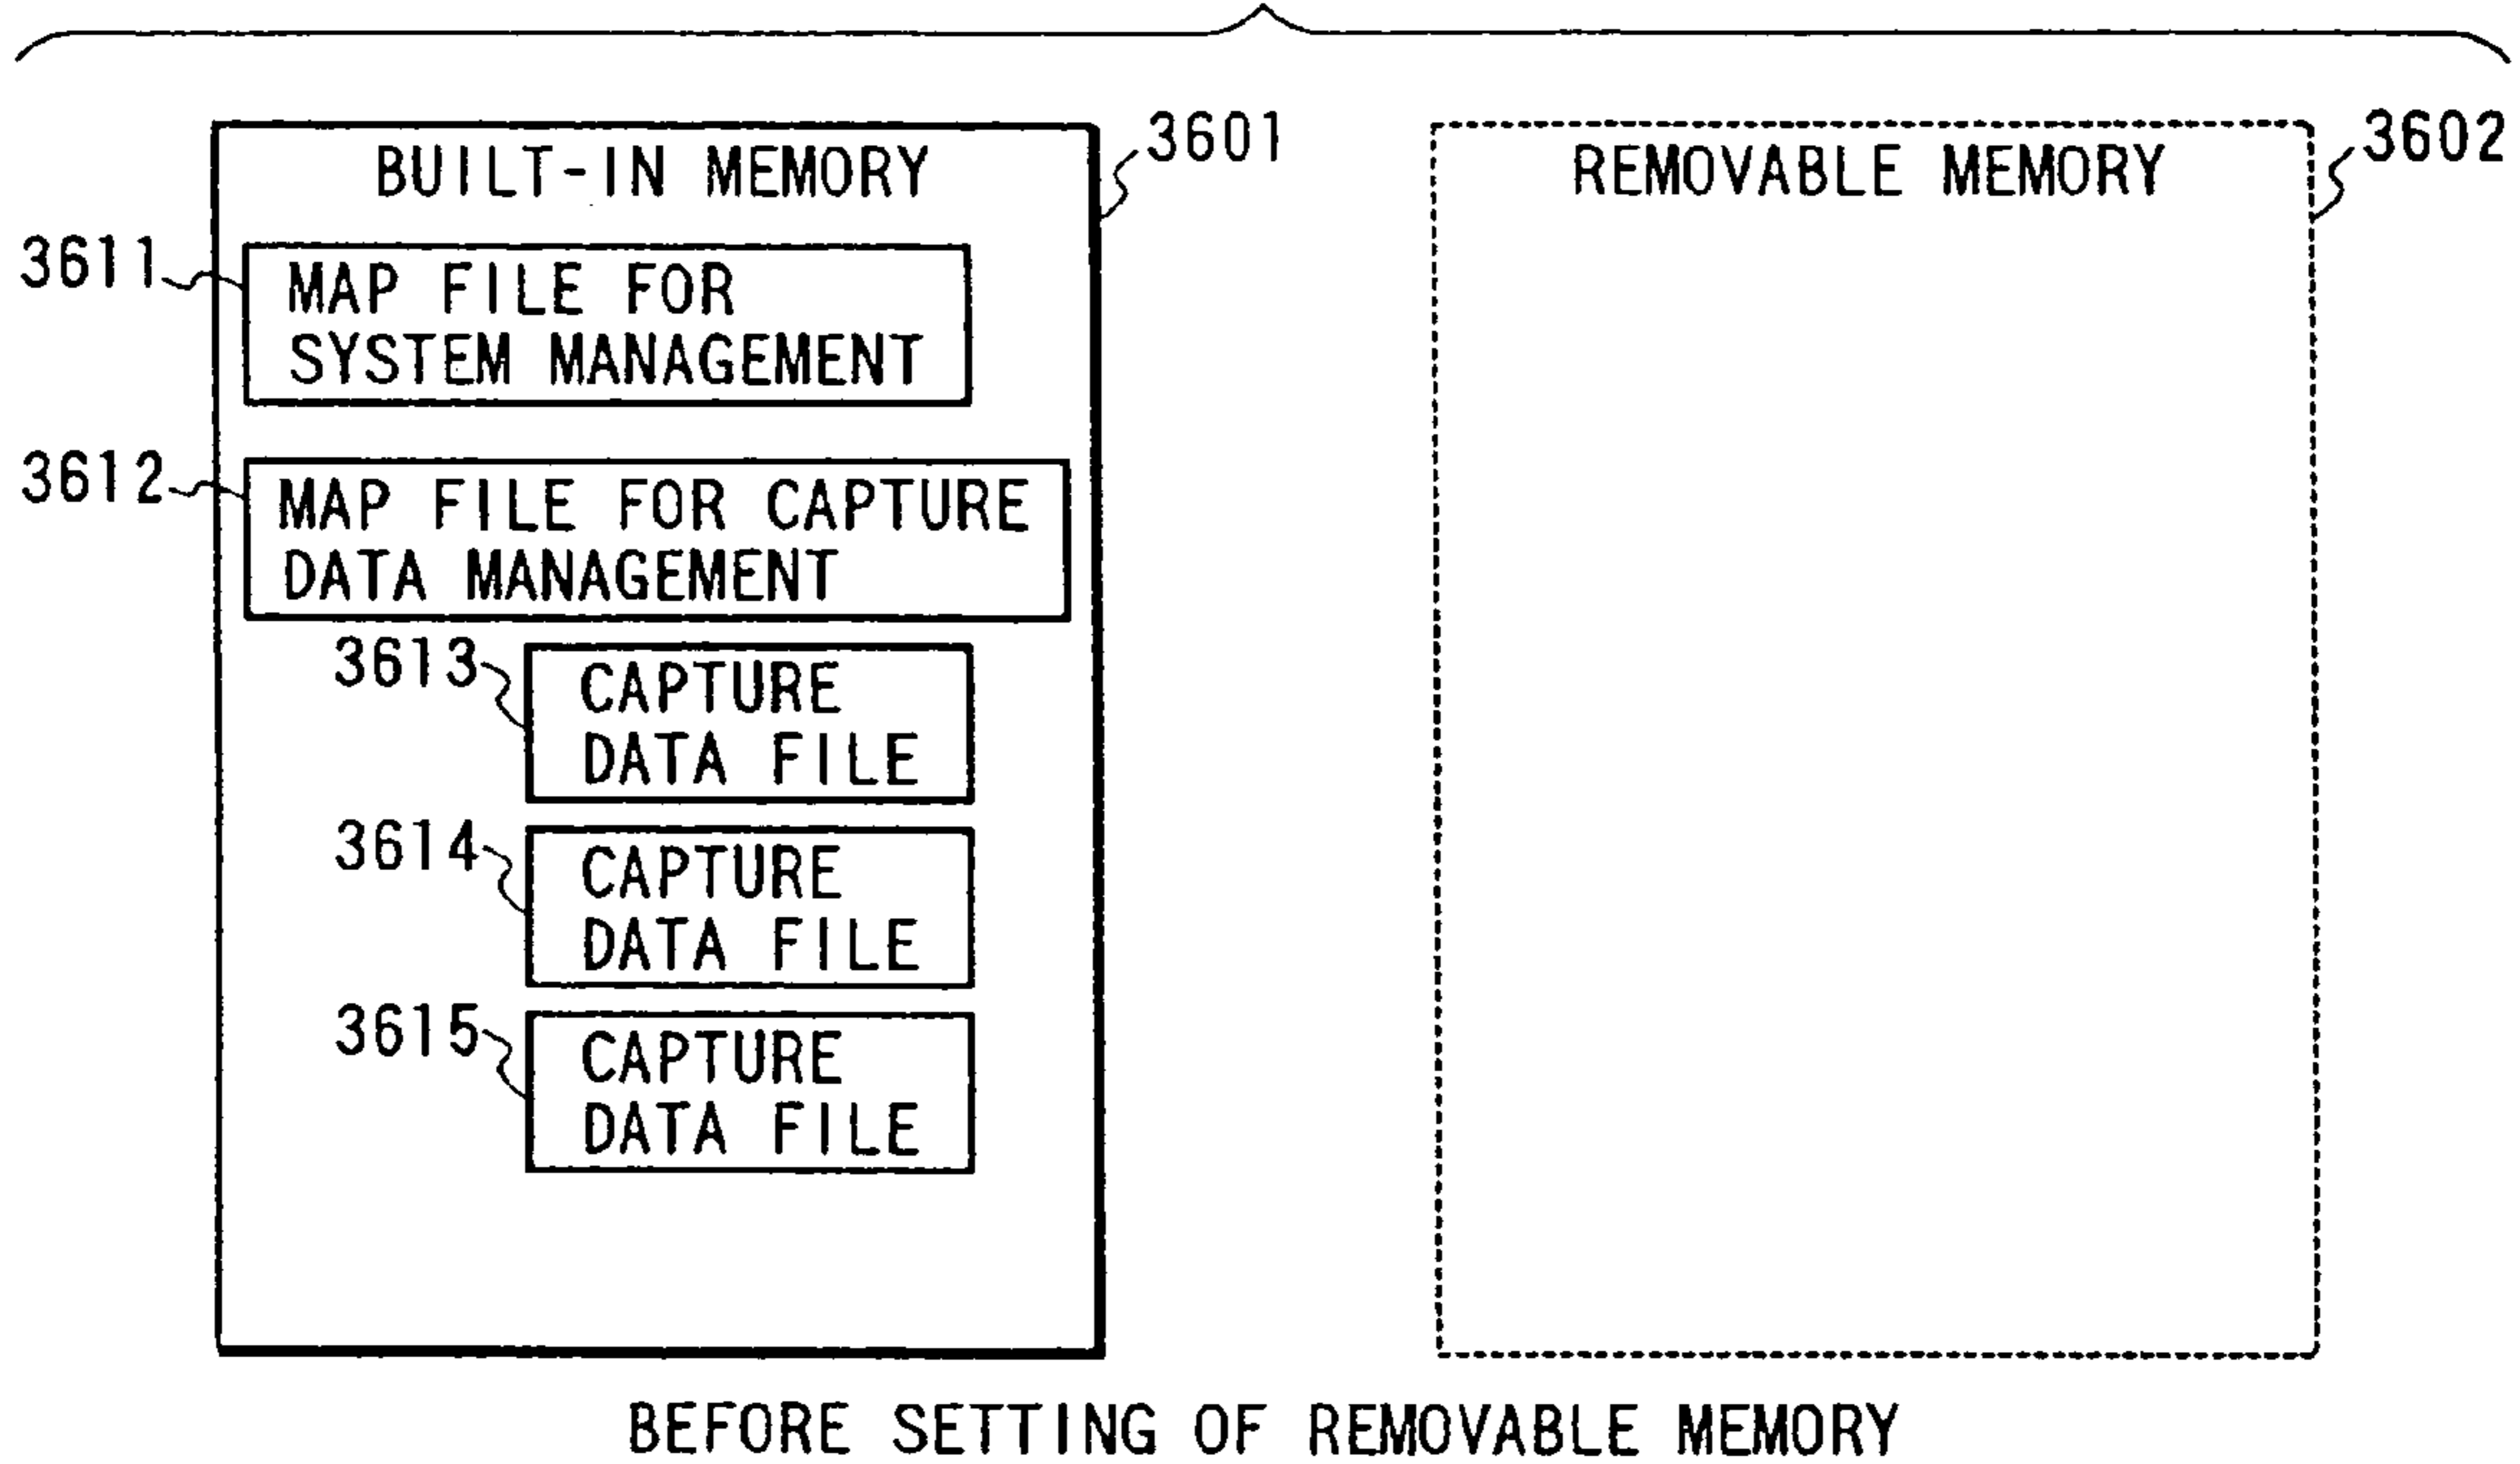 BUILT-IN MEMORY
3601
REMOVABLE MEMORY
3602
3611
MAP FILE FOR
SYSTEM MANAGEMENT
3612
MAP FILE FOR CAPTURE
DATA MANAGEMENT
3613
CAPTURE
DATA FILE
3614
CAPTURE
DATA FILE
3615
CAPTURE
DATA FILE
BEFORE SETTING OF REMOVABLE MEMORY